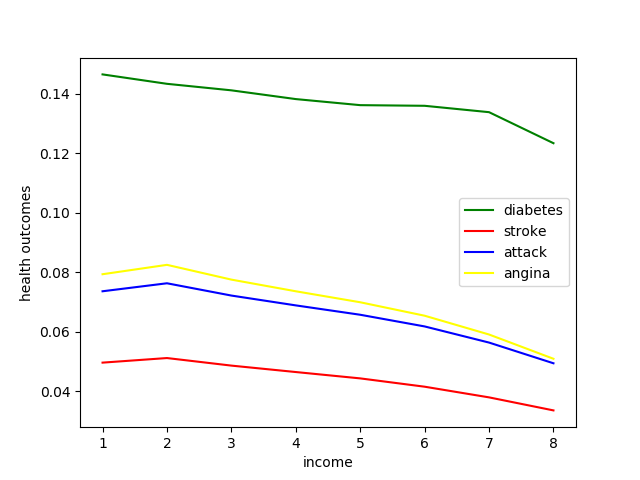 health outcomes
0.14
0.12
0.10
0.08
0.06
0.04
diabetes
stroke
attack
angina
1 2 3 4 5 6 7 8
income